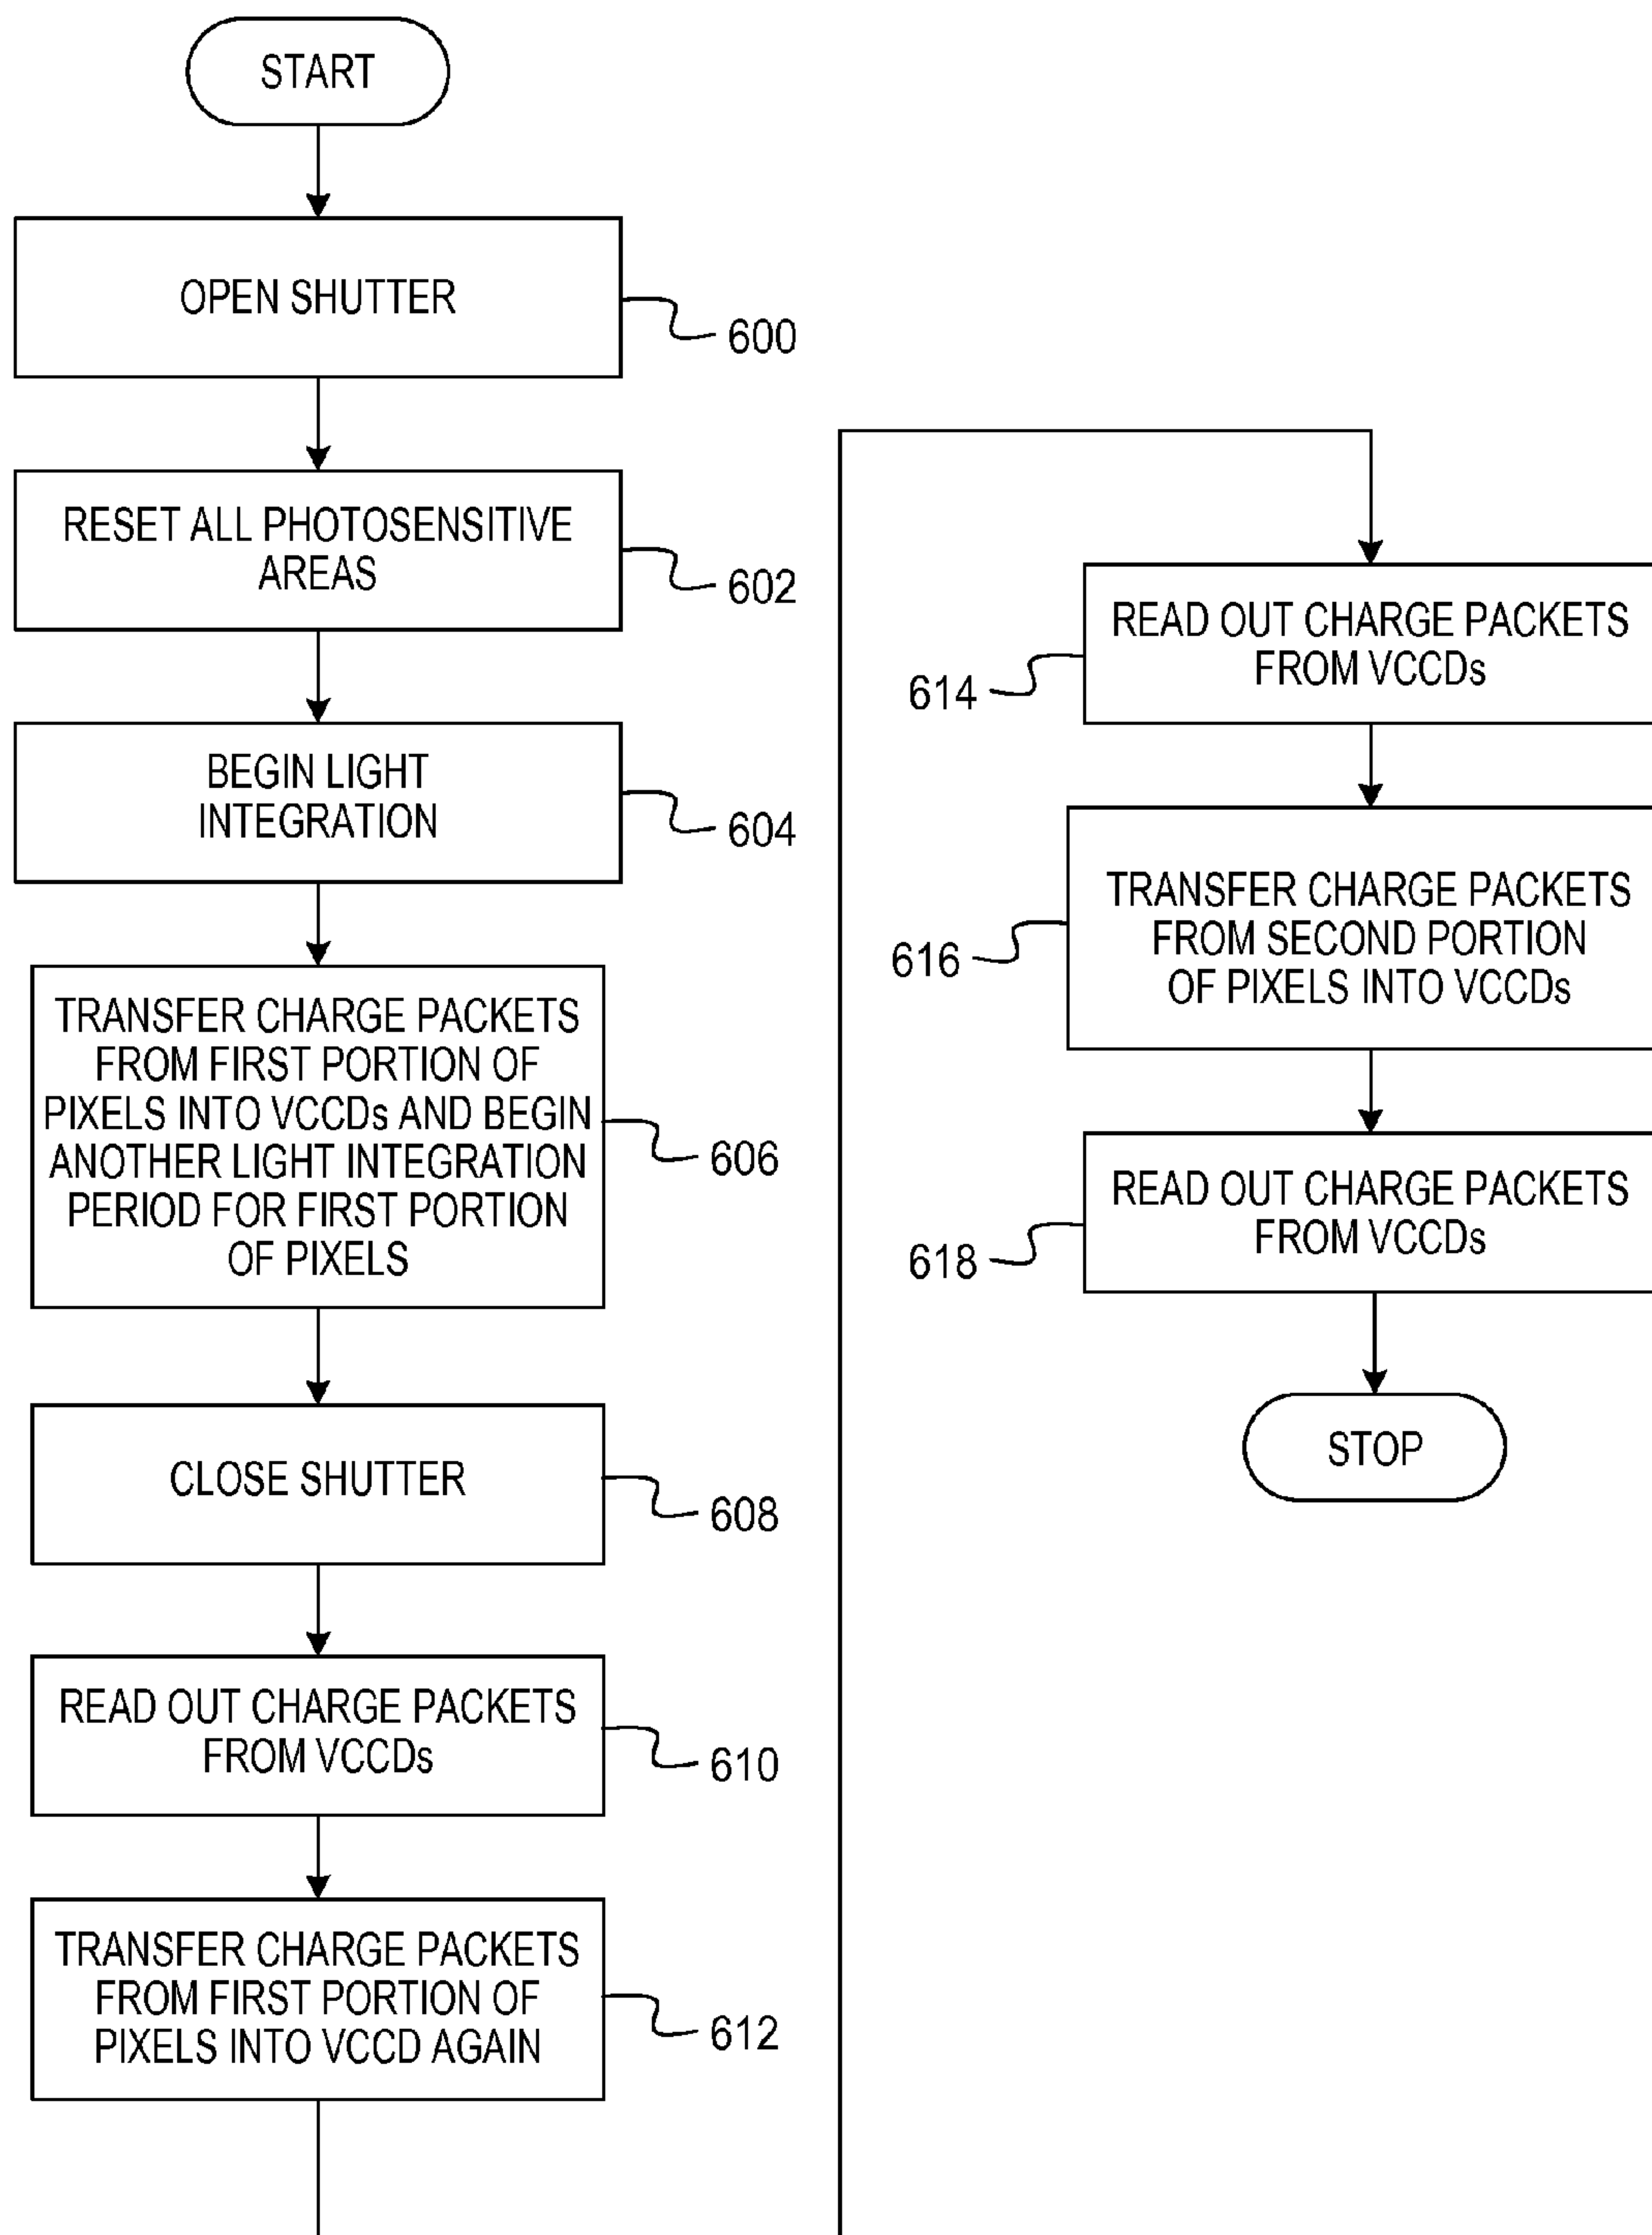 START
OPEN SHUTTER
600
RESET ALL PHOTOSENSITIVE
AREAS
602
BEGIN LIGHT
INTEGRATION
604
TRANSFER CHARGE PACKETS
FROM FIRST PORTION OF
PIXELS INTO VCCDs AND BEGIN
ANOTHER LIGHT INTEGRATION
PERIOD FOR FIRST PORTION
OF PIXELS
606
CLOSE SHUTTER
608
READ OUT CHARGE PACKETS
FROM VCCDs
610
TRANSFER CHARGE PACKETS
FROM FIRST PORTION OF
PIXELS INTO VCCD AGAIN
612
READ OUT CHARGE PACKETS
FROM VCCDs
614
TRANSFER CHARGE PACKETS
FROM SECOND PORTION
OF PIXELS INTO VCCDs
616
READ OUT CHARGE PACKETS
FROM VCCDs
618
STOP